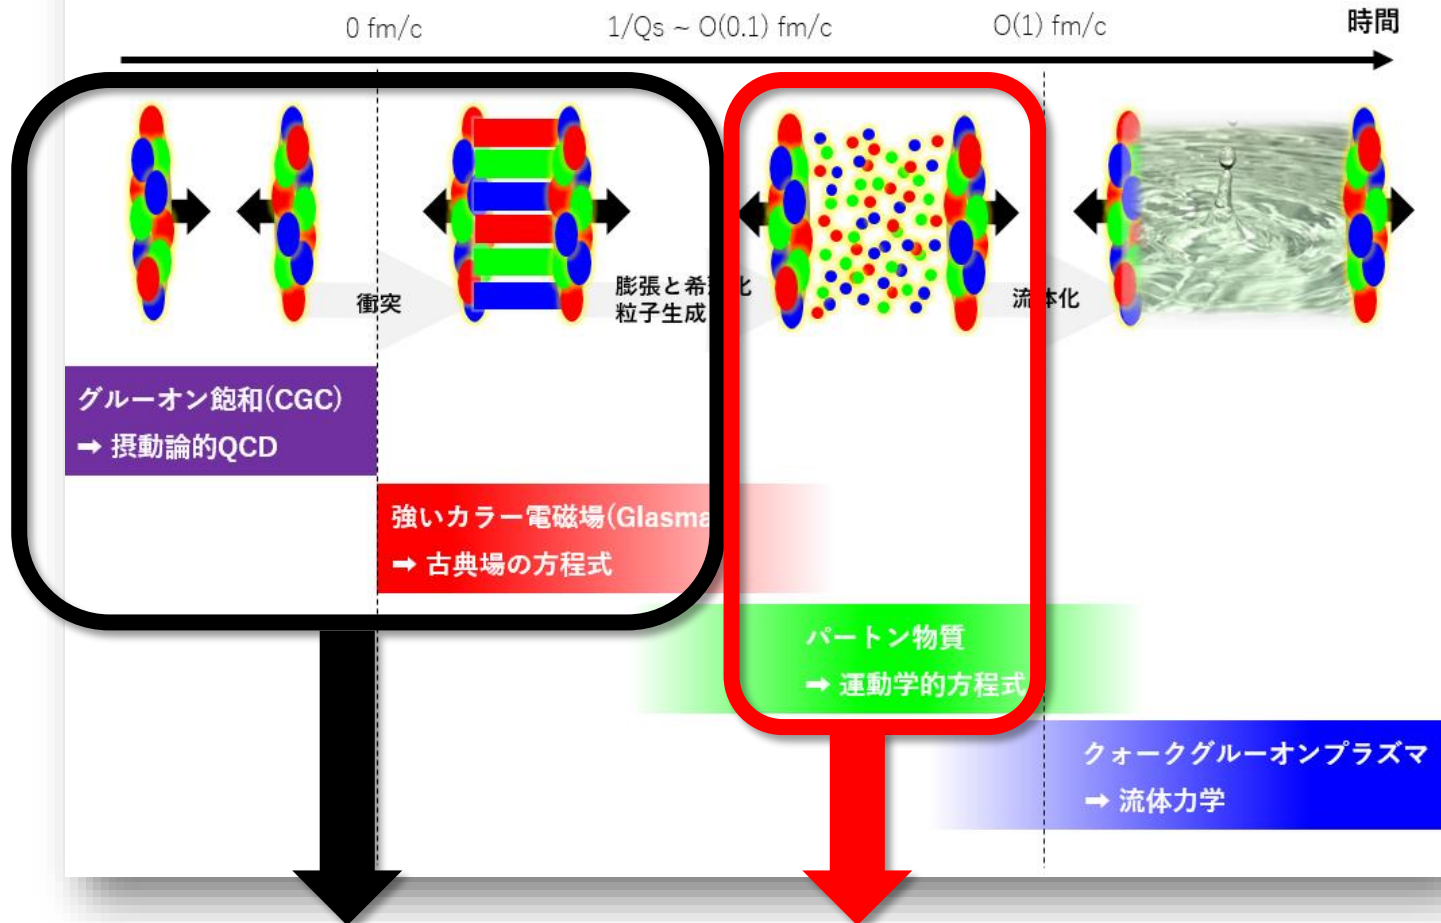 0 fm/c
1/Qs ~ O(0.1) fm/c
O(1) fm/c
時間
衝突
膨張と希薄化
粒子生成
流体化
グルーオン飽和(CGC)
➡ 摂動論的QCD
強いカラー電磁場(Glasma
➡ 古典場の方程式
パートン物質
➡ 運動学的方程式
クォークグルーオンプラズマ
➡ 流体力学